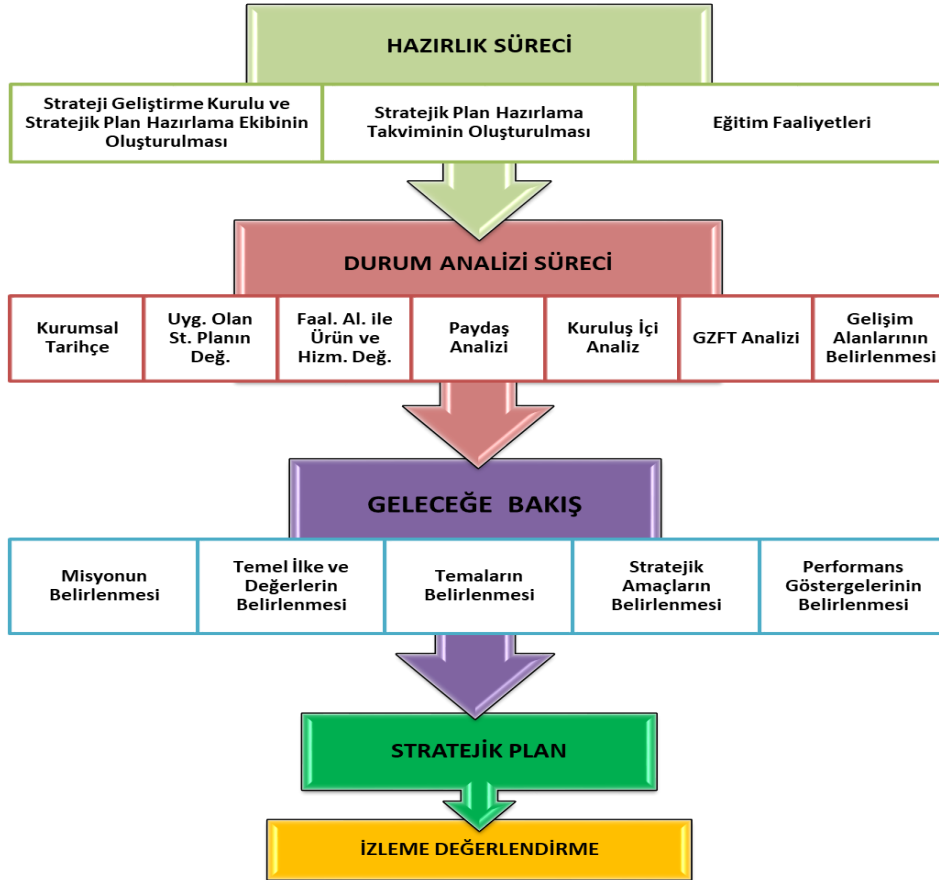 HAZIRLIK SÜRECİ
Strateji Geliştirme Kurulu ve
Stratejik Plan Hazırlama Ekibinin
Oluşturulması
Stratejik Plan Hazırlama
Takviminin Oluşturulması
Eğitim Faaliyetleri
DURUM ANALİZİ SÜRECİ
Kurumsal
Tarihçe
Uyg. Olan
St. Planın
Değ.
Faal. Al. ile
Ürün ve
Hizm. Değ.
Paydaş
Analizi
Kuruluş İçi
Analiz
GZFT Analizi
Gelişim
Alanlarının
Belirlenmesi
GELECEĞE BAKIŞ
Misyonun
Belirlenmesi
Temel İlke ve
Değerlerin
Belirlenmesi
Temaların
Belirlenmesi
Stratejik
Amaçların
Belirlenmesi
Performans
Göstergelerinin
Belirlenmesi
STRATEJİK PLAN
İZLEME DEĞERLENDİRME